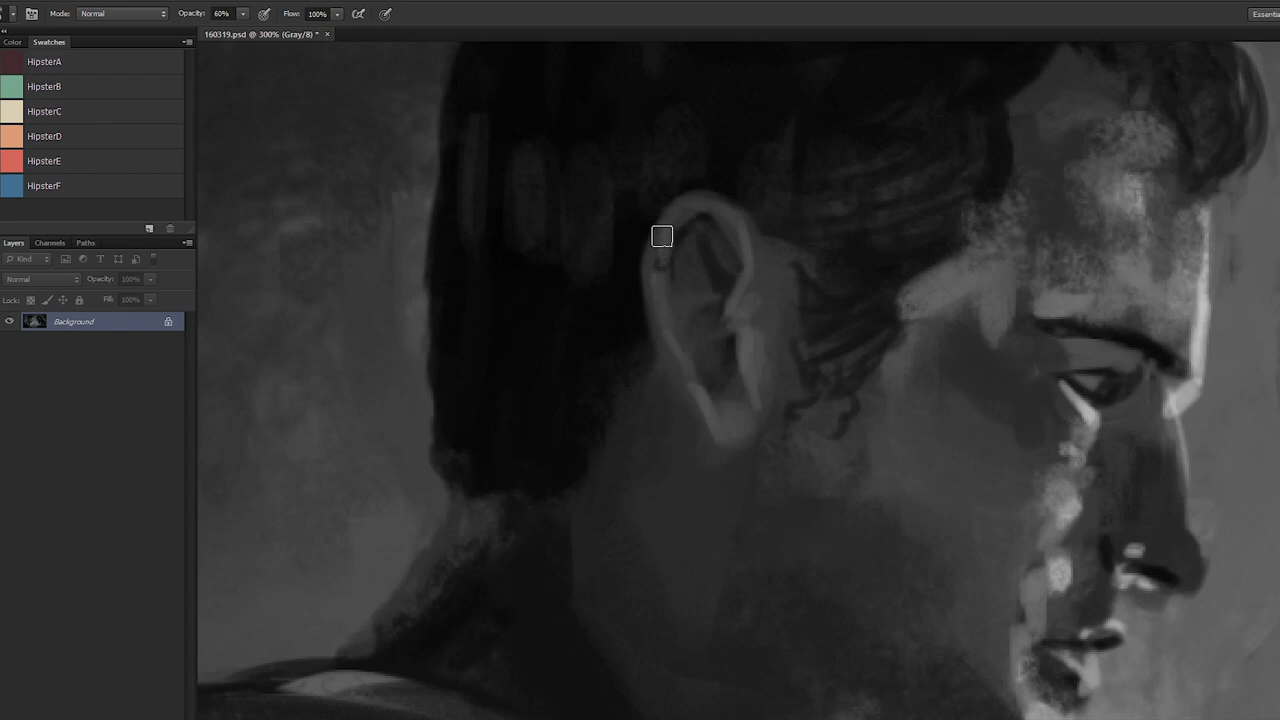 Mode: Normal Opacity: 60% Flow: 100% Essentia
160319.psd @ 300% (Gray/8) * ×
Color Swatches
HipsterA
HipsterB
HipsterC
HipsterD
HipsterE
HipsterF
Layers Channels Paths
Kind
Normal Opacity: 100%
Lock: Fill: 100%
Background